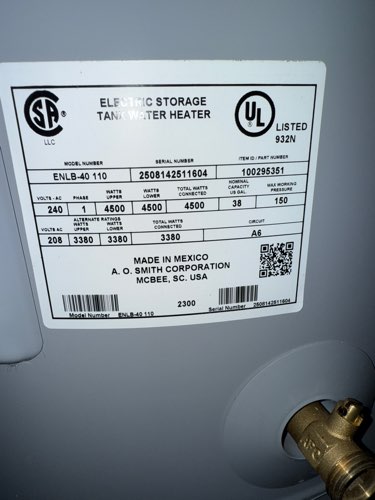 SA
LLC
ELECTRIC STORAGE
TANK WATER HEATER
UL
LISTED
932N
MODEL NUMBER SERIAL NUMBER ITEM ID / PART NUMBER
ENLB-40 110 2508142511604 100295351
VOLTS - AC PHASE WATTS UPPER WATTS LOWER TOTAL WATTS CONNECTED NOMINAL CAPACITY US GAL MAX WORKING PRESSURE
240 1 4500 4500 4500 38 150
VOLTS - AC ALTERNATE RATINGS WATTS UPPER WATTS LOWER TOTAL WATTS CONNECTED CIRCUIT
208 3380 3380 3380 A6
MADE IN MEXICO
A. O. SMITH CORPORATION
MCBEE, SC. USA
2300
Model Number ENLB-40 110
Serial Number 2508142511604